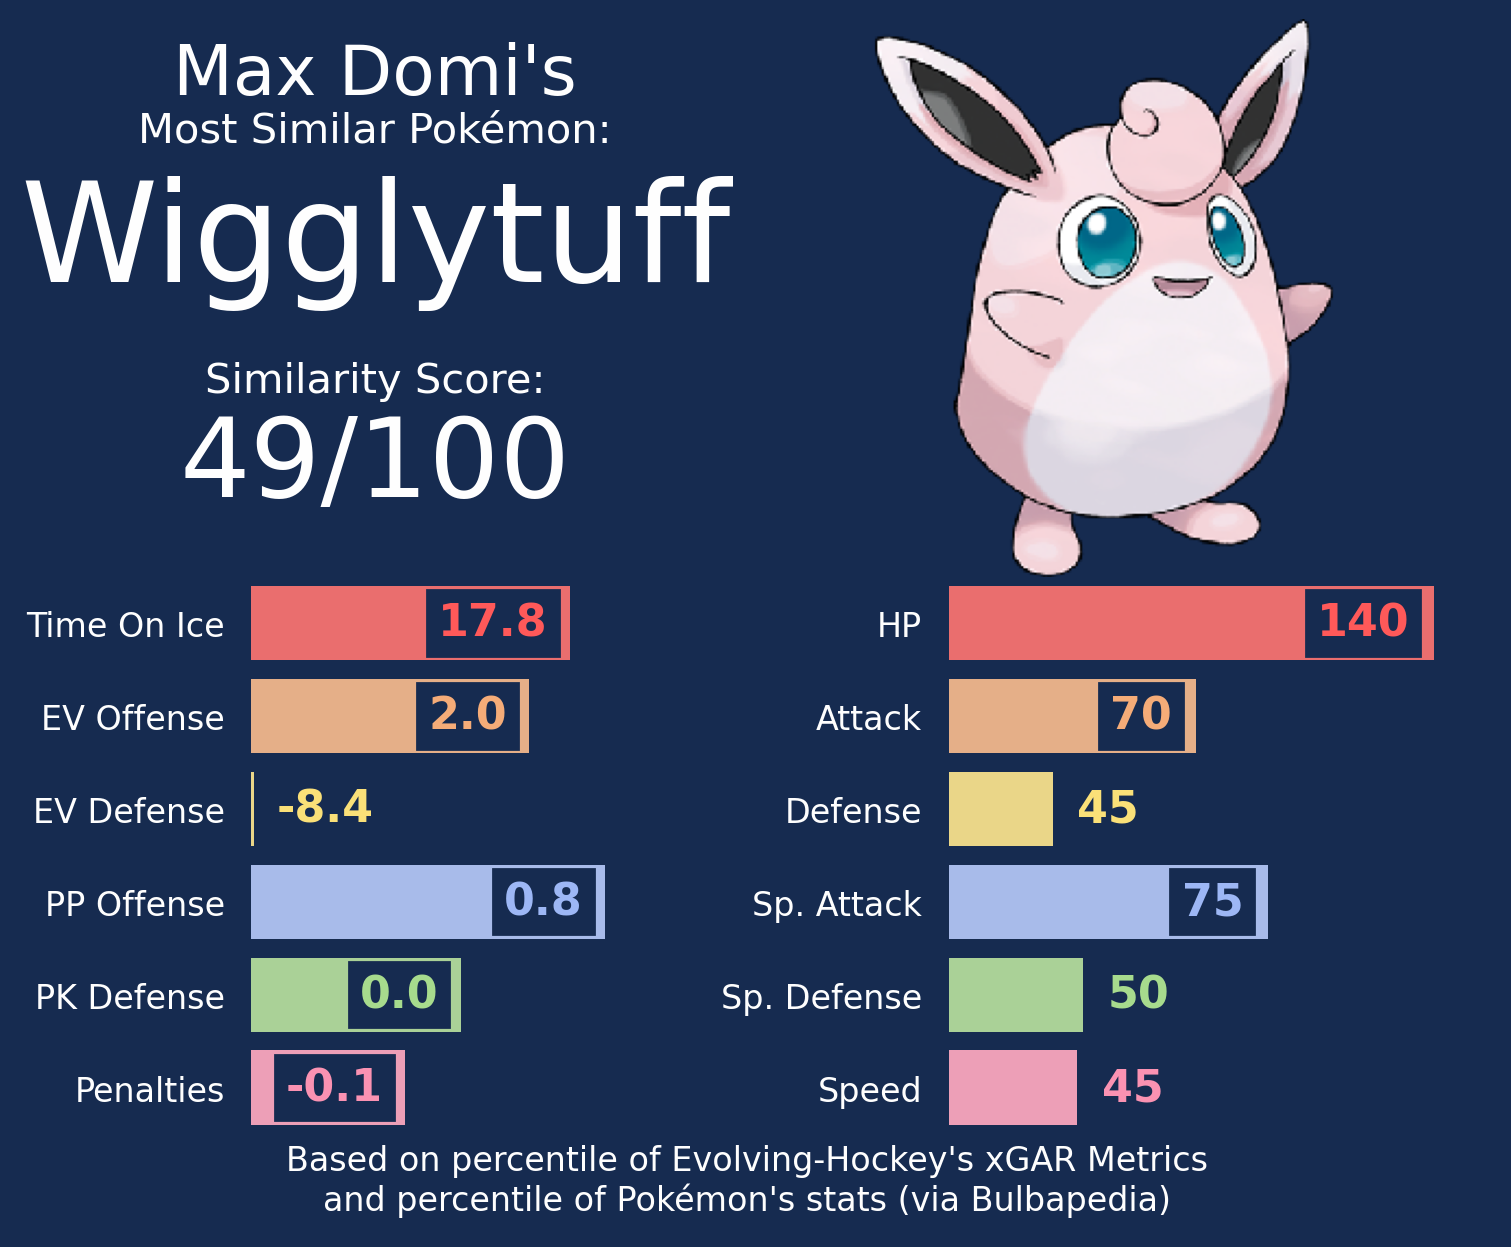 Max Domi's
Most Similar Pokémon:
Wigglytuff
Similarity Score:
49/100
Time On Ice 17.8
EV Offense 2.0
EV Defense -8.4
PP Offense 0.8
PK Defense 0.0
Penalties -0.1
HP 140
Attack 70
Defense 45
Sp. Attack 75
Sp. Defense 50
Speed 45
Based on percentile of Evolving-Hockey's xGAR Metrics
and percentile of Pokémon's stats (via Bulbapedia)